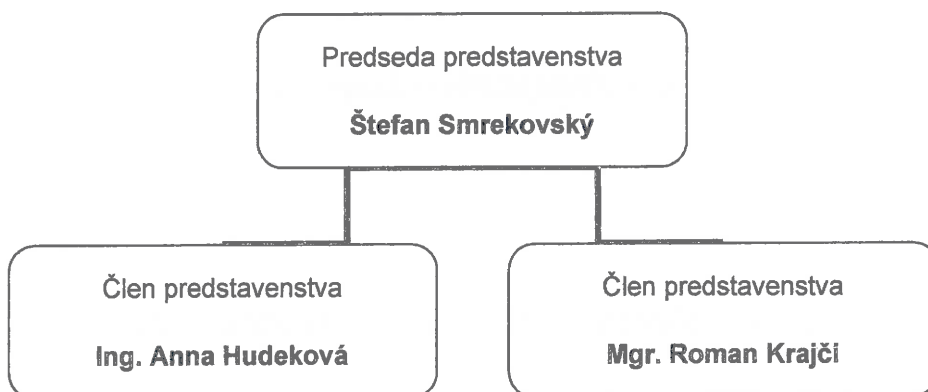 Predseda predstavenstva
Štefan Smrekovský
Člen predstavenstva
Ing. Anna Hudeková
Člen predstavenstva
Mgr. Roman Krajči